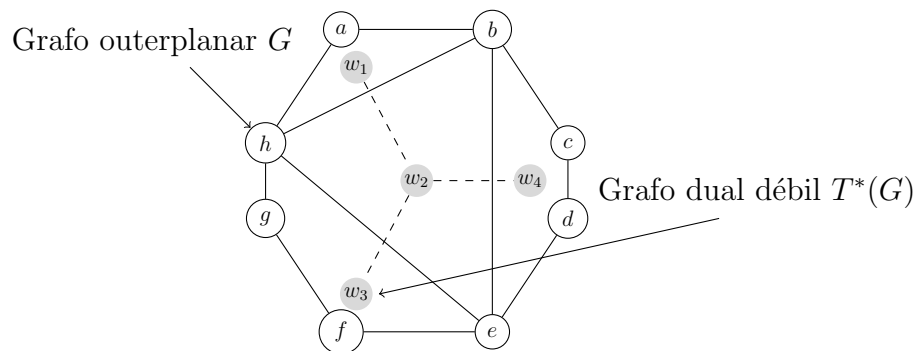 Grafo outerplanar G
a
b
w₁
h
c
w₂
w₄
Grafo dual débil T*(G)
g
d
w₃
f
e